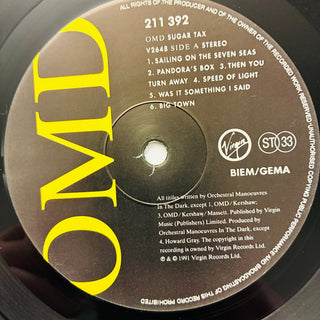 ALL RIGHTS OF THE PRODUCER AND OF THE OWNER OF THE RECORDED WORK RESERVED · UNAUTHORISED COPYING PUBLIC PERFORMANCE AND BROADCASTING OF THIS RECORD PROHIBITED
OMD
211 392
OMD SUGAR TAX
V2648 SIDE A STEREO
1. SAILING ON THE SEVEN SEAS
2. PANDORA'S BOX 3. THEN YOU
TURN AWAY 4. SPEED OF LIGHT
5. WAS IT SOMETHING I SAID
6. BIG TOWN
Virgin
ST 33
BIEM/GEMA
All titles written by Orchestral Manoeuvres
In The Dark, except 1. OMD/Kershaw;
3. OMD/Kershaw/Massett. Published by Virgin
Music (Publishers) Limited. Produced by
Orchestral Manoeuvres In The Dark except
4. Howard Gray. The copyright in this
recording is owned by Virgin Records Ltd.
℗ & © 1991 Virgin Records Ltd.